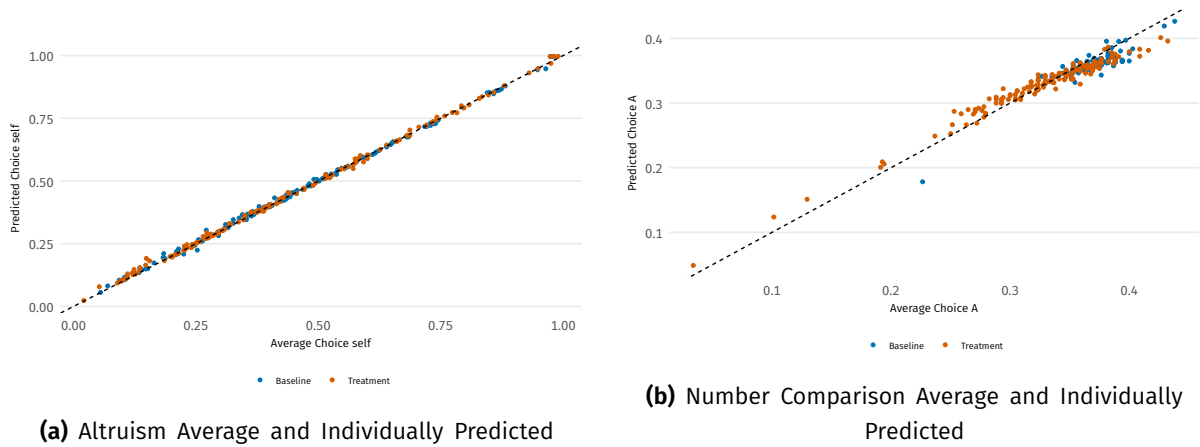 1.00
0.75
0.50
0.25
0.00
Predicted Choice self
0.00 0.25 0.50 0.75 1.00
Average Choice self
Baseline Treatment
(a) Altruism Average and Individually Predicted
0.4
0.3
0.2
0.1
Predicted Choice A
0.1 0.2 0.3 0.4
Average Choice A
Baseline Treatment
(b) Number Comparison Average and Individually
Predicted